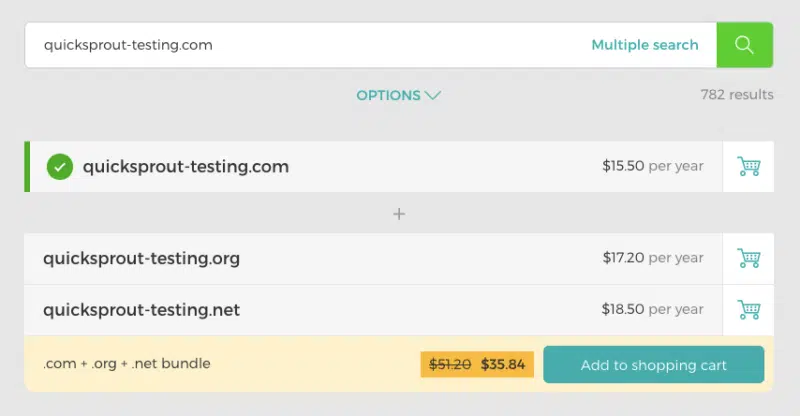 quicksprout-testing.com Multiple search
OPTIONS 782 results
quicksprout-testing.com $15.50 per year
+
quicksprout-testing.org $17.20 per year
quicksprout-testing.net $18.50 per year
.com + .org + .net bundle $51.20 $35.84 Add to shopping cart